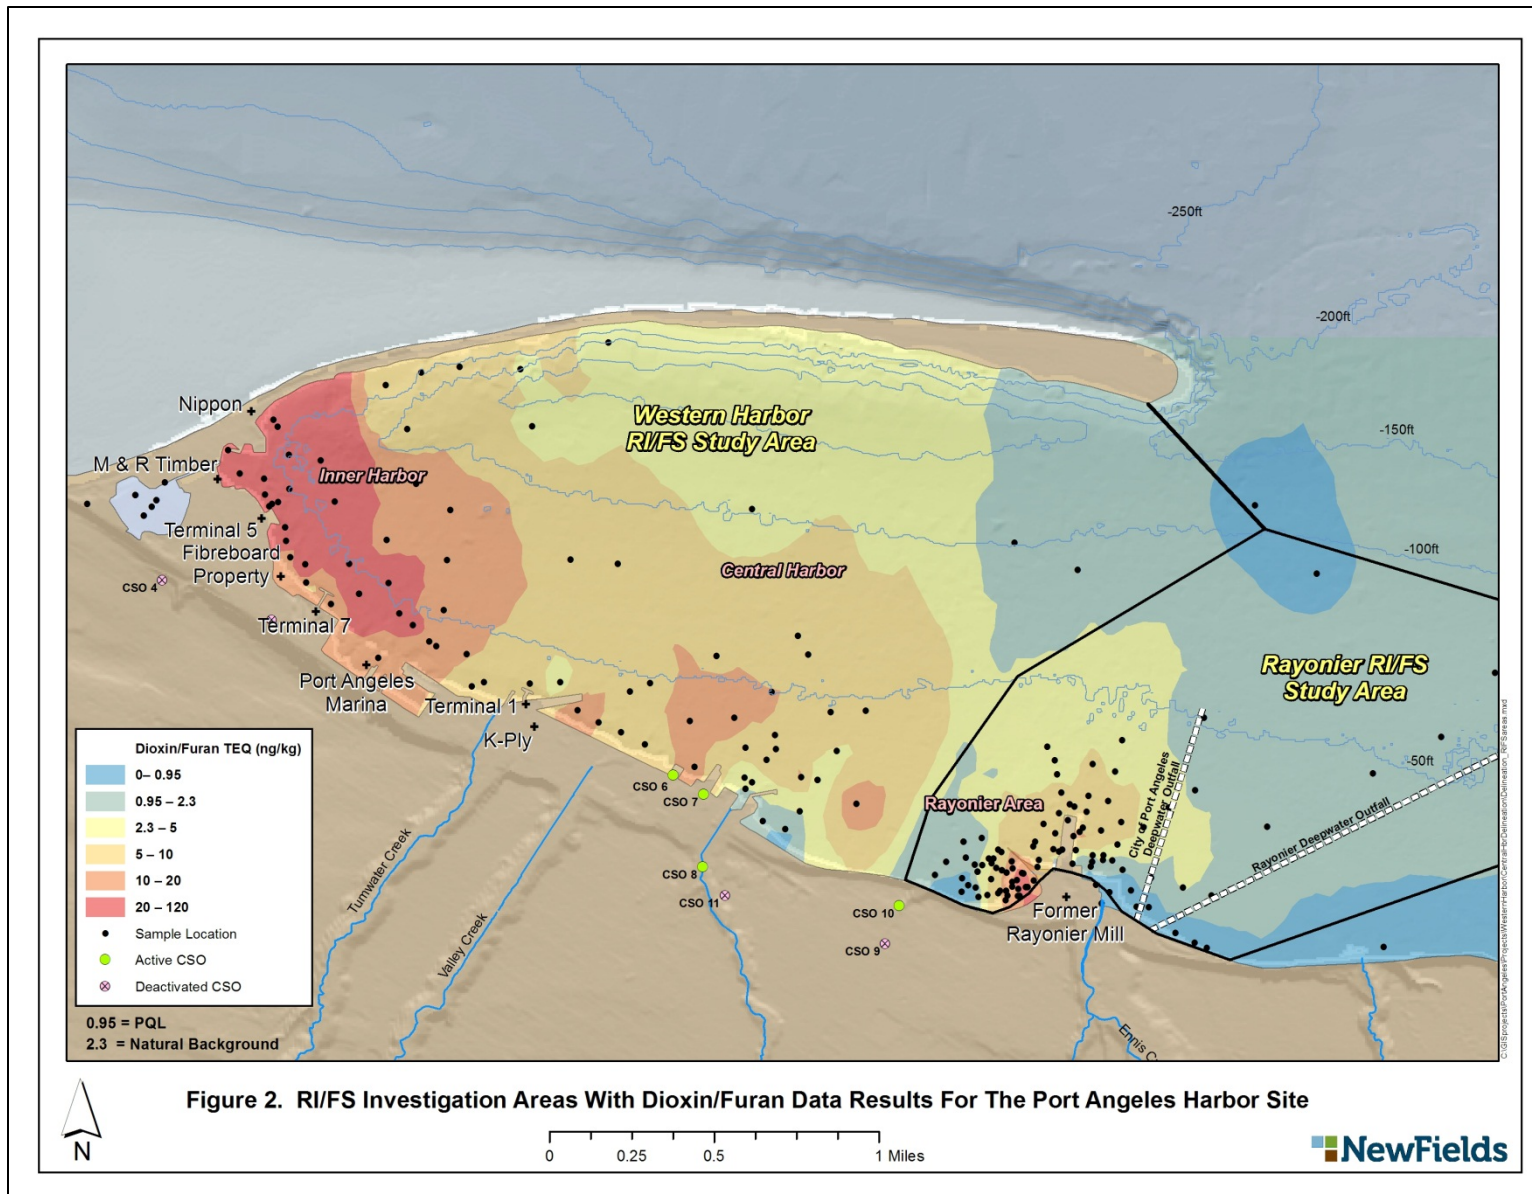 -250ft
-200ft
-150ft
-100ft
-50ft
Western Harbor
RI/FS Study Area
Nippon
M & R Timber
Inner Harbor
Terminal 5
Fibreboard
Property
CSO 4
Terminal 7
Central Harbor
Port Angeles
Marina
Terminal 1
K-Ply
Rayonier RI/FS
Study Area
CSO 6
CSO 7
CSO 8
CSO 11
CSO 10
CSO 9
Rayonier Area
City of Port Angeles
Deepwater Outfall
Rayonier Deepwater Outfall
Former
Rayonier Mill
Tumwater Creek
Valley Creek
Ennis C
Dioxin/Furan TEQ (ng/kg)
0– 0.95
0.95 – 2.3
2.3 – 5
5 – 10
10 – 20
20 – 120
Sample Location
Active CSO
Deactivated CSO
0.95 = PQL
2.3 = Natural Background
Figure 2. RI/FS Investigation Areas With Dioxin/Furan Data Results For The Port Angeles Harbor Site
N
0 0.25 0.5 1 Miles
NewFields